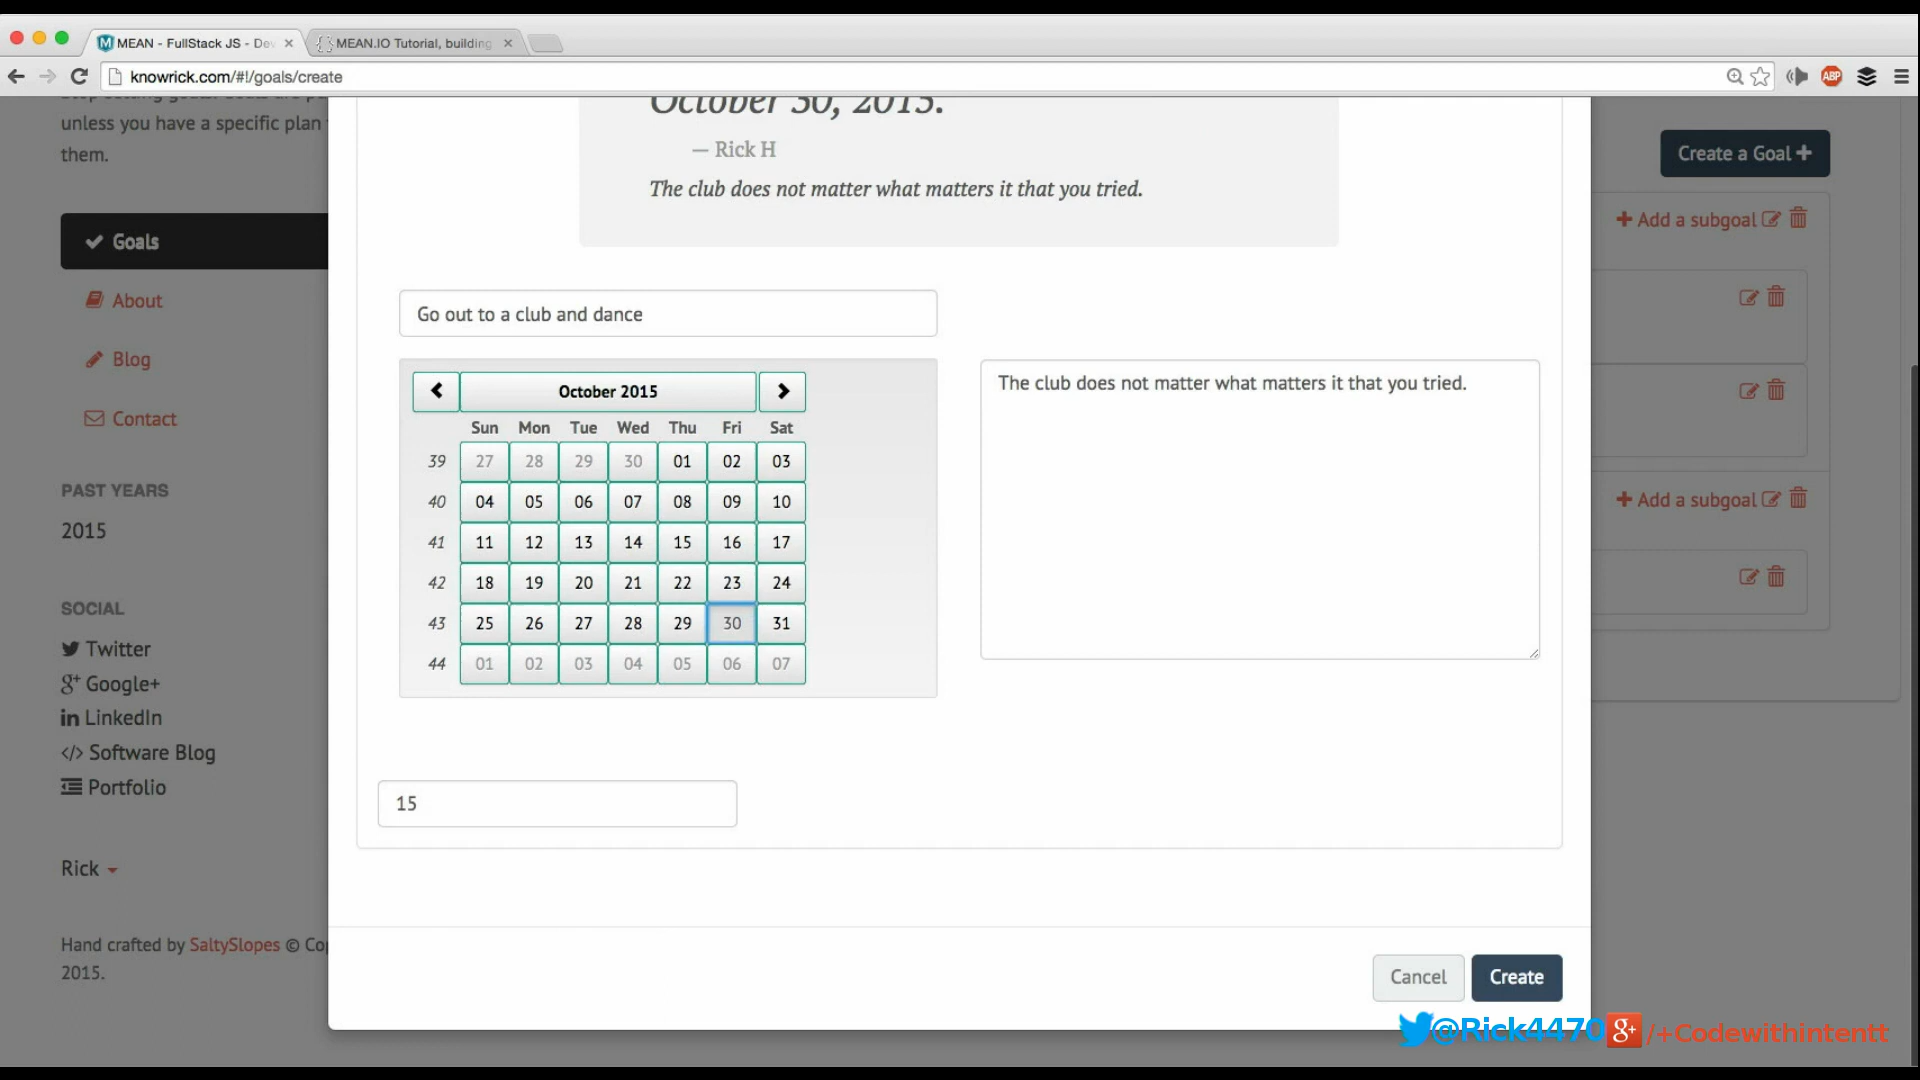 MEAN - FullStack JS - De
MEAN.IO Tutorial, building
knowrick.com/#!/goals/create
ABP
unless you have a specific plan
them.
Goals
About
Blog
Contact
PAST YEARS
2015
SOCIAL
Twitter
Google+
LinkedIn
</> Software Blog
Portfolio
Rick
Hand crafted by SaltySlopes © Co
2015.
October 30, 2015.
— Rick H
The club does not matter what matters it that you tried.
Go out to a club and dance
October 2015
Sun Mon Tue Wed Thu Fri Sat
39 27 28 29 30 01 02 03
40 04 05 06 07 08 09 10
41 11 12 13 14 15 16 17
42 18 19 20 21 22 23 24
43 25 26 27 28 29 30 31
44 01 02 03 04 05 06 07
The club does not matter what matters it that you tried.
15
Cancel
Create
Create a Goal +
+ Add a subgoal
+ Add a subgoal
@Rick4470 g+ /+Codewithintentt